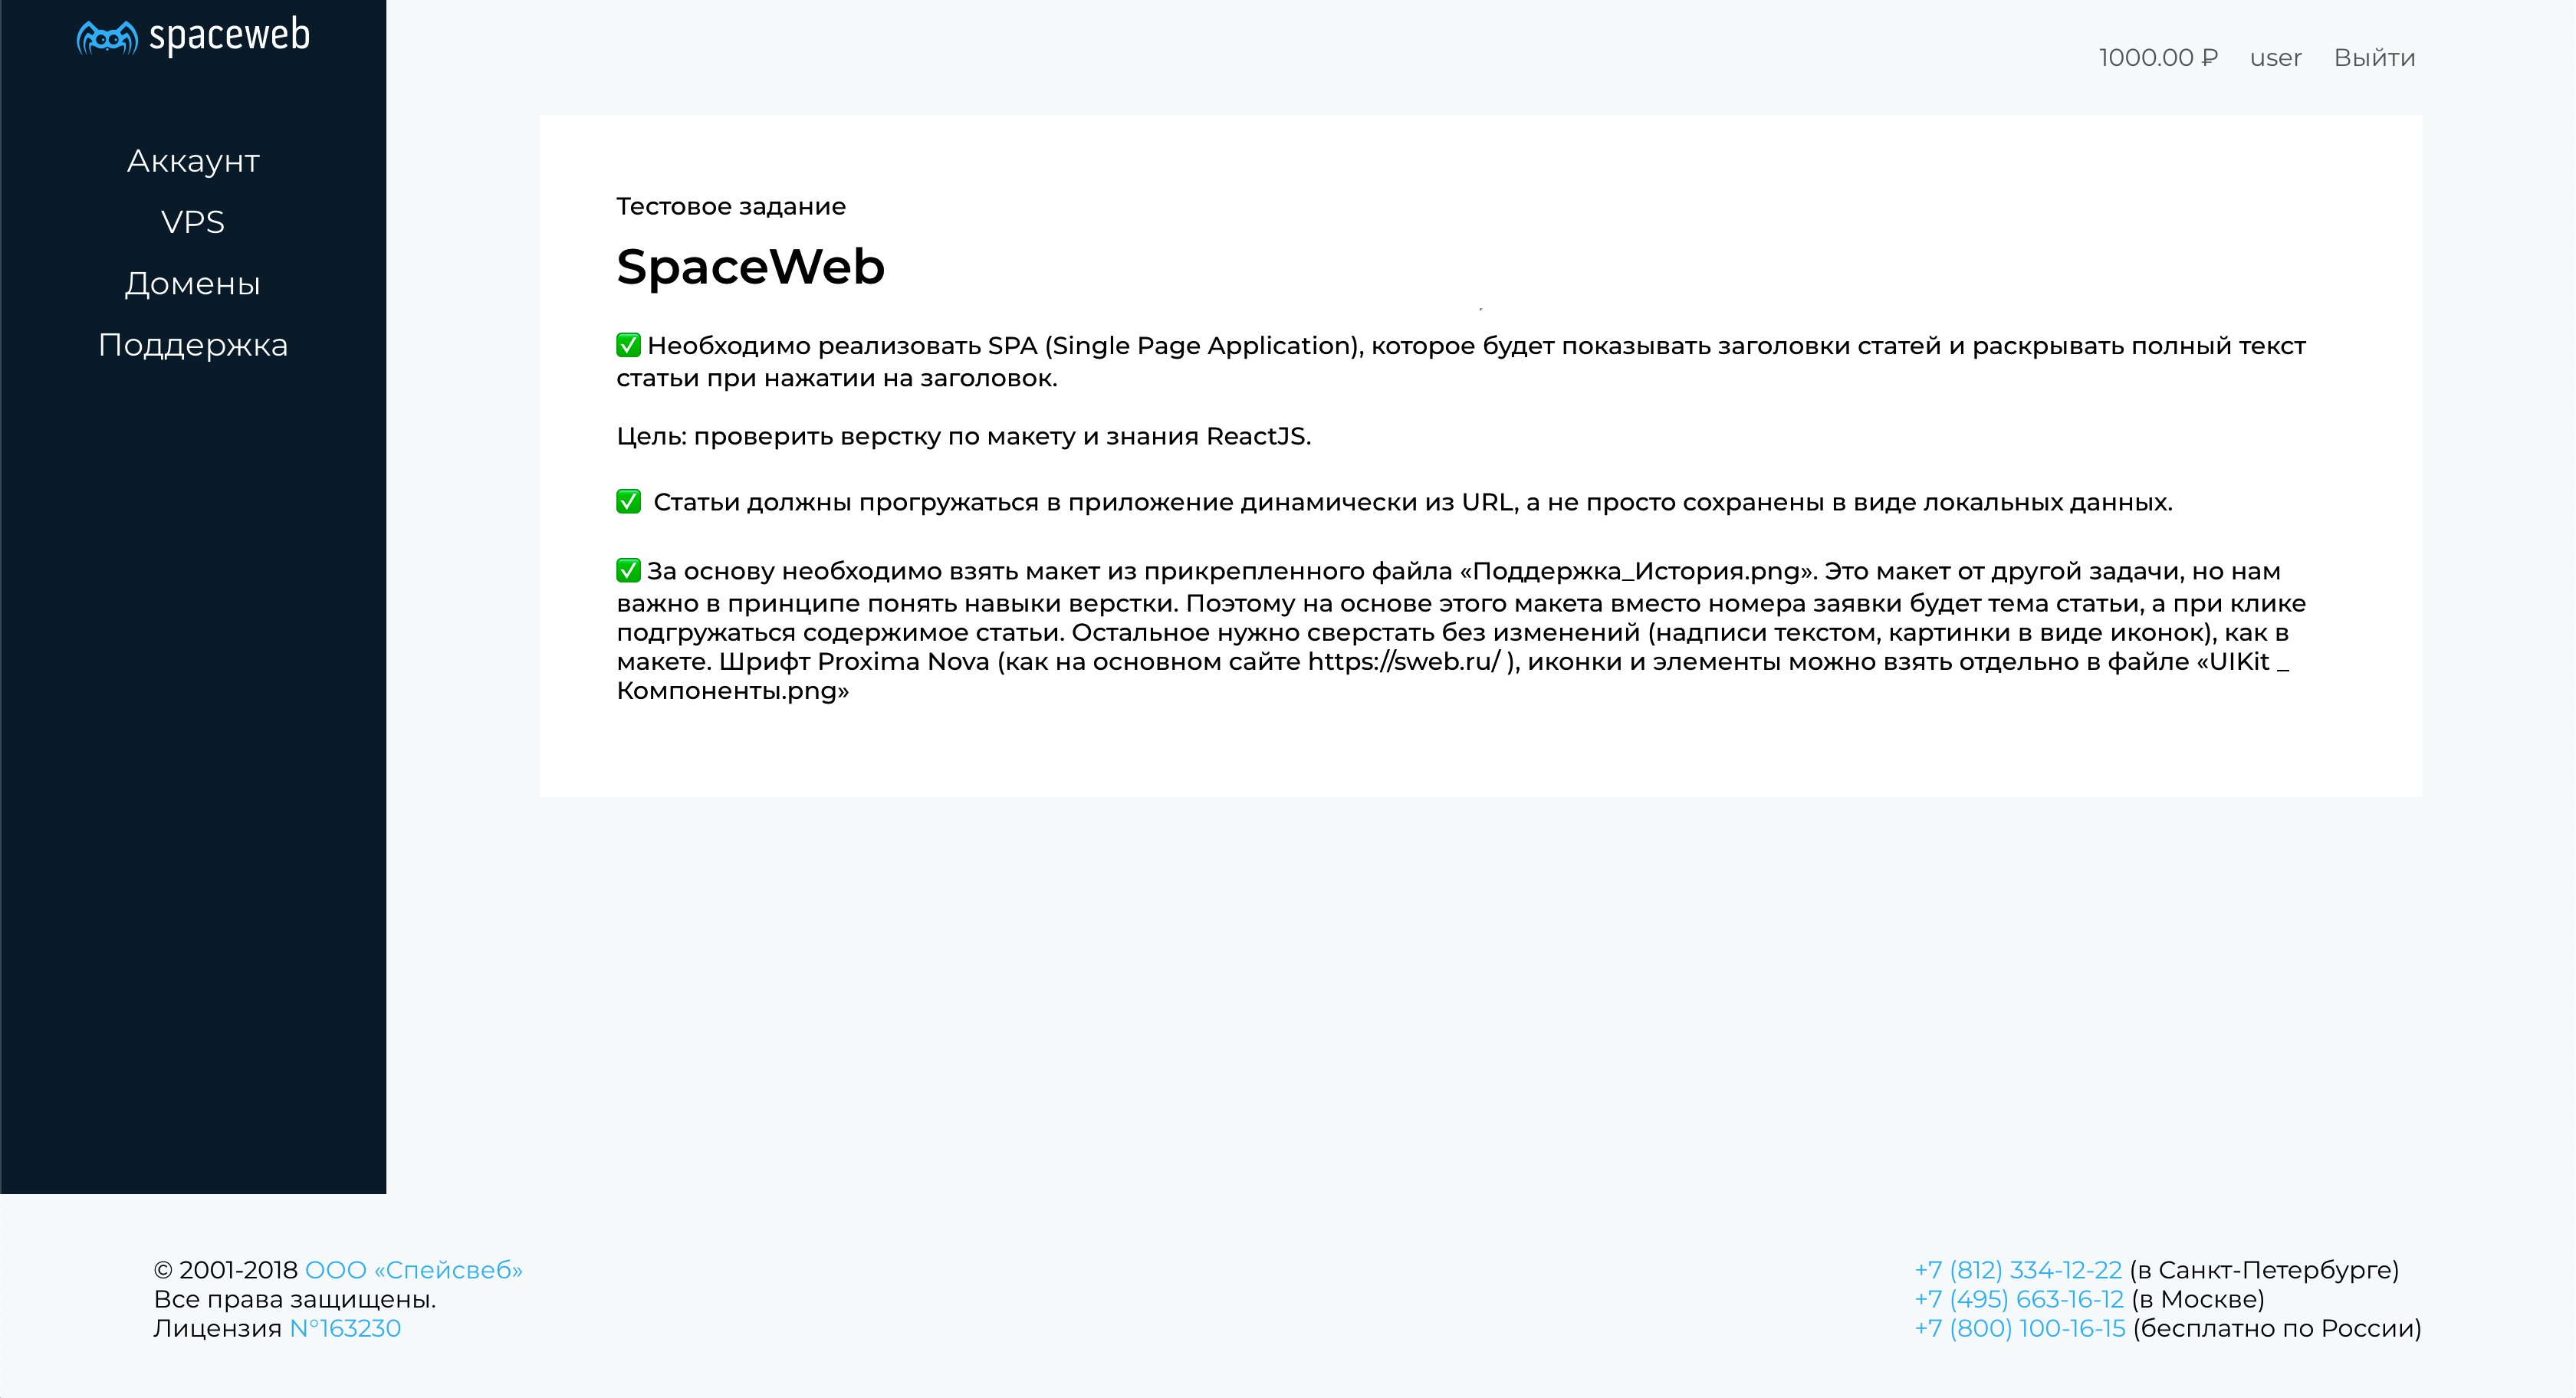 spaceweb
1000.00 ₽ user Выйти
Аккаунт
VPS
Домены
Поддержка
Тестовое задание
SpaceWeb
✅ Необходимо реализовать SPA (Single Page Application), которое будет показывать заголовки статей и раскрывать полный текст
статьи при нажатии на заголовок.
Цель: проверить верстку по макету и знания ReactJS.
✅ Статьи должны прогружаться в приложение динамически из URL, а не просто сохранены в виде локальных данных.
✅ За основу необходимо взять макет из прикрепленного файла «Поддержка_История.png». Это макет от другой задачи, но нам
важно в принципе понять навыки верстки. Поэтому на основе этого макета вместо номера заявки будет тема статьи, а при клике
подгружаться содержимое статьи. Остальное нужно сверстать без изменений (надписи текстом, картинки в виде иконок), как в
макете. Шрифт Proxima Nova (как на основном сайте https://sweb.ru/ ), иконки и элементы можно взять отдельно в файле «UIKit _
Компоненты.png»
© 2001-2018 ООО «Спейсвеб»
Все права защищены.
Лицензия N°163230
+7 (812) 334-12-22 (в Санкт-Петербурге)
+7 (495) 663-16-12 (в Москве)
+7 (800) 100-16-15 (бесплатно по России)